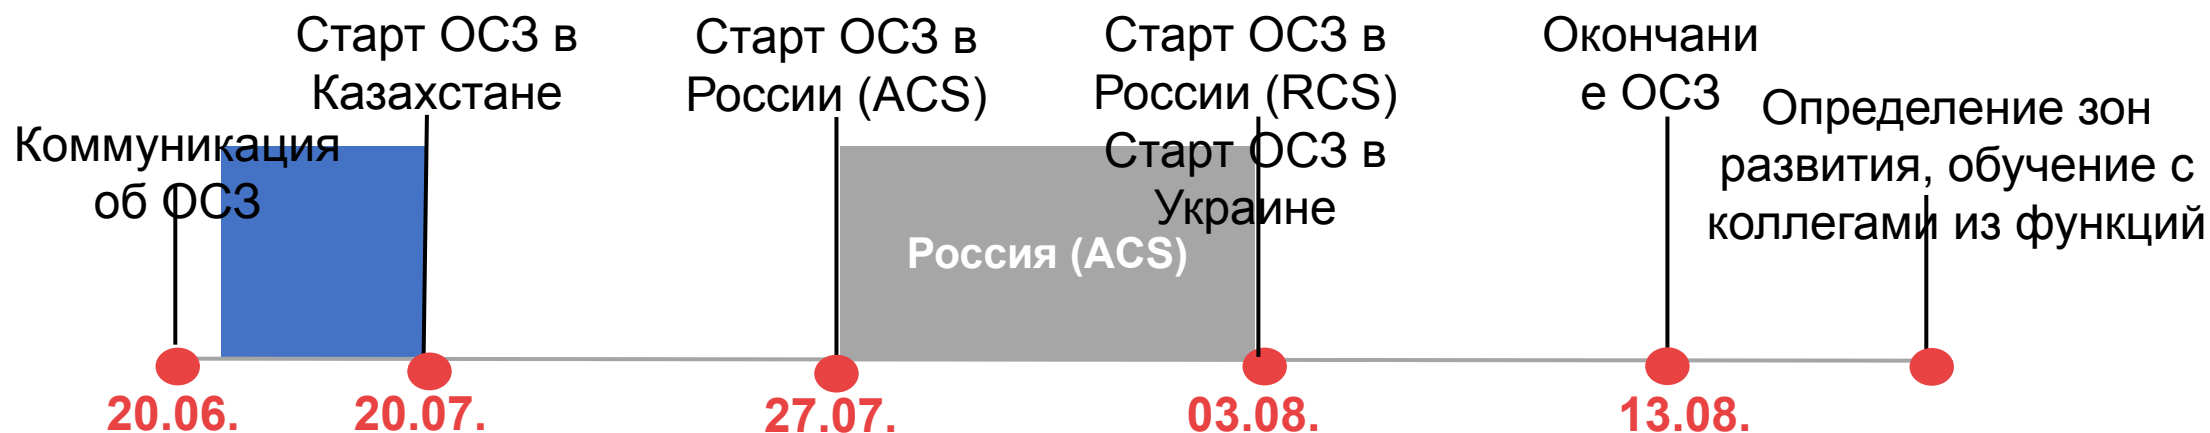 Коммуникация
об ОСЗ
Старт ОСЗ в
Казахстане
Старт ОСЗ в
России (ACS)
Старт ОСЗ в
России (RCS)
Старт ОСЗ в
Украине
Окончани
е ОСЗ
Определение зон
развития, обучение с
коллегами из функций
Россия (ACS)
20.06.
20.07.
27.07.
03.08.
13.08.